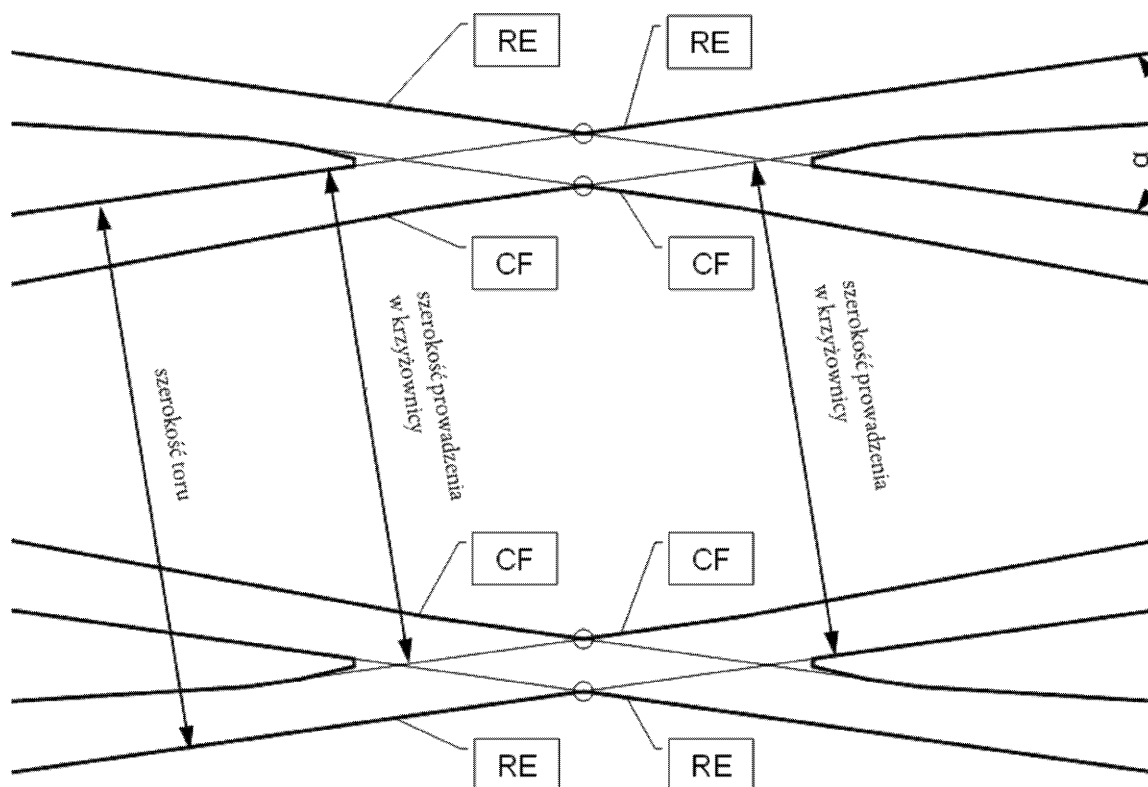 RE
RE
CF
CF
szerokość toru
szerokość prowadzenia
w krzyżownicy
szerokość prowadzenia
w krzyżownicy
CF
CF
RE
RE